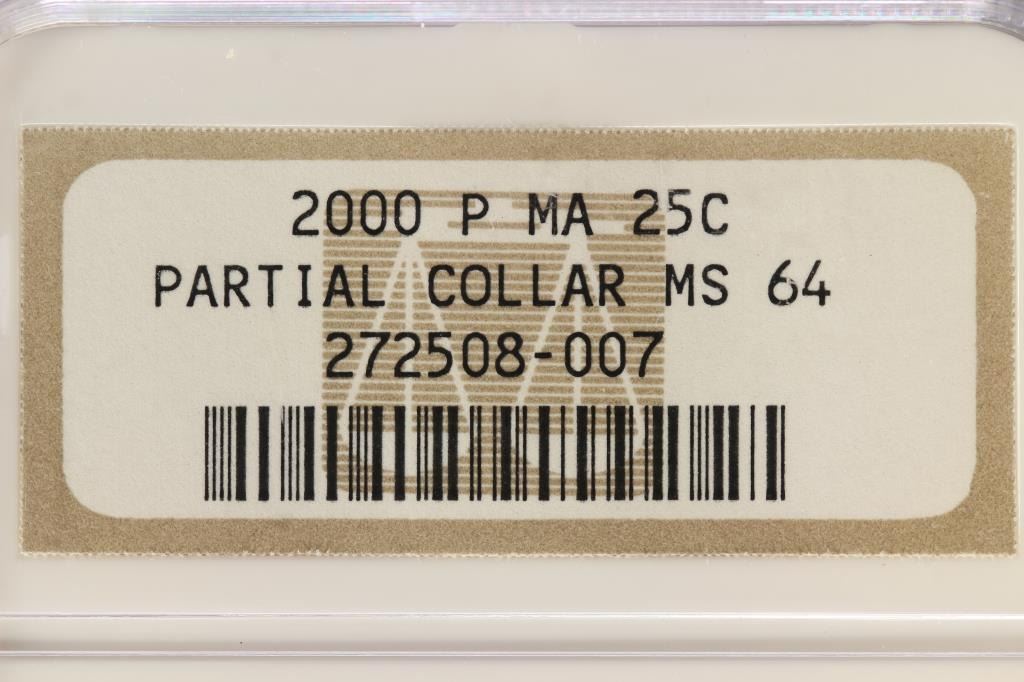 2000 P MA 25C
PARTIAL COLLAR MS 64
272508-007